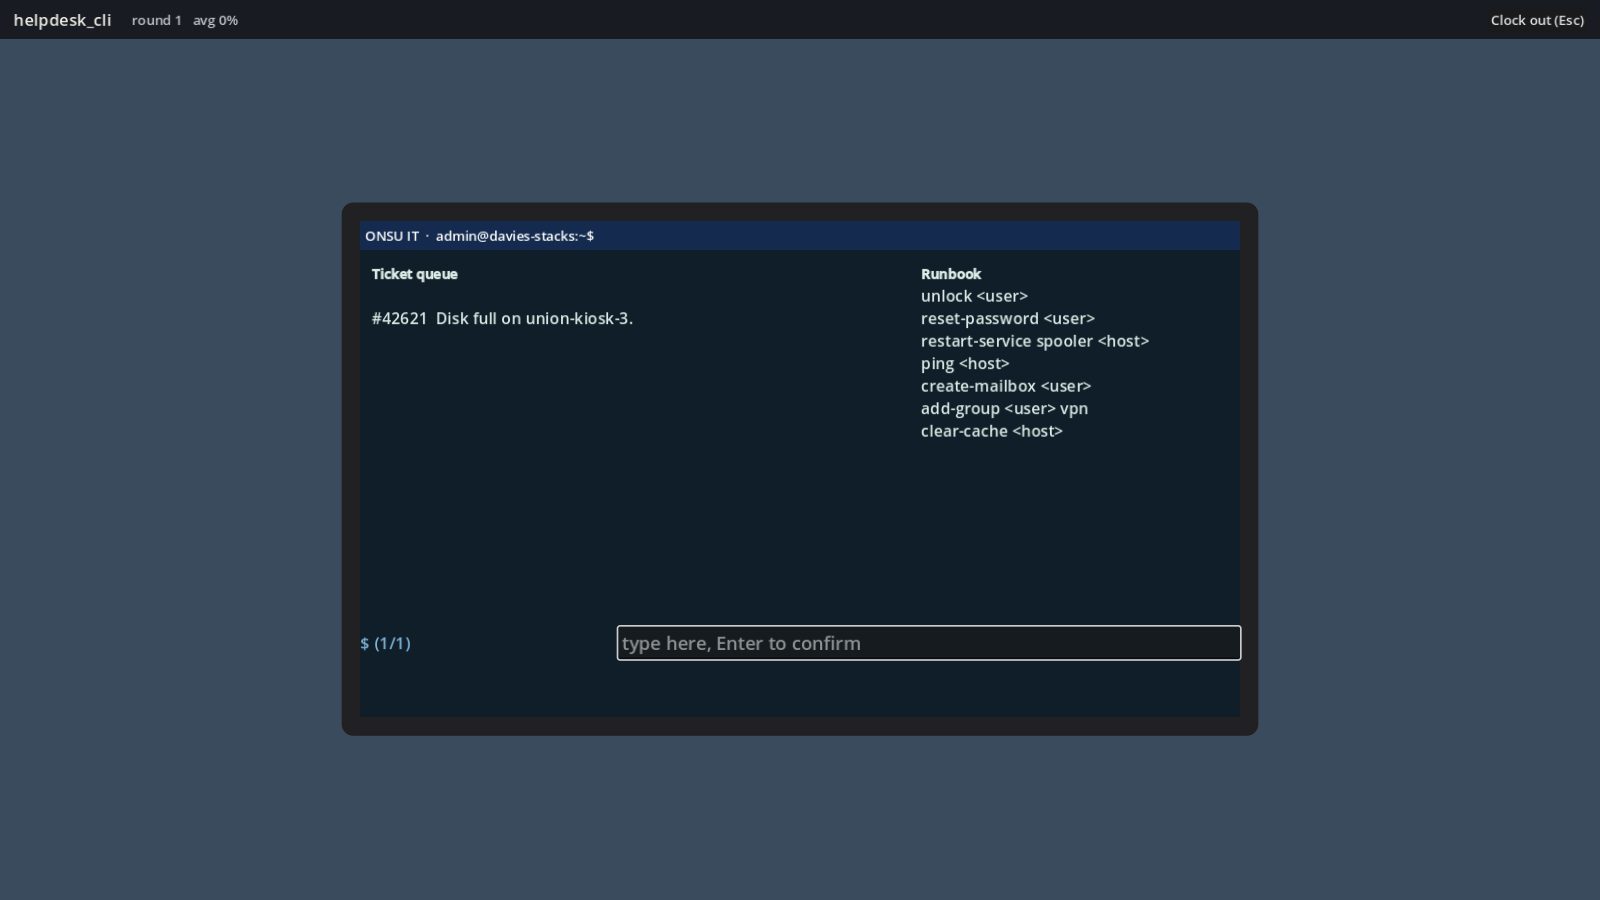 helpdesk_cli round 1 avg 0% Clock out (Esc)
ONSU IT · admin@davies-stacks:~$
Ticket queue
#42621 Disk full on union-kiosk-3.
Runbook
unlock <user>
reset-password <user>
restart-service spooler <host>
ping <host>
create-mailbox <user>
add-group <user> vpn
clear-cache <host>
$ (1/1) type here, Enter to confirm